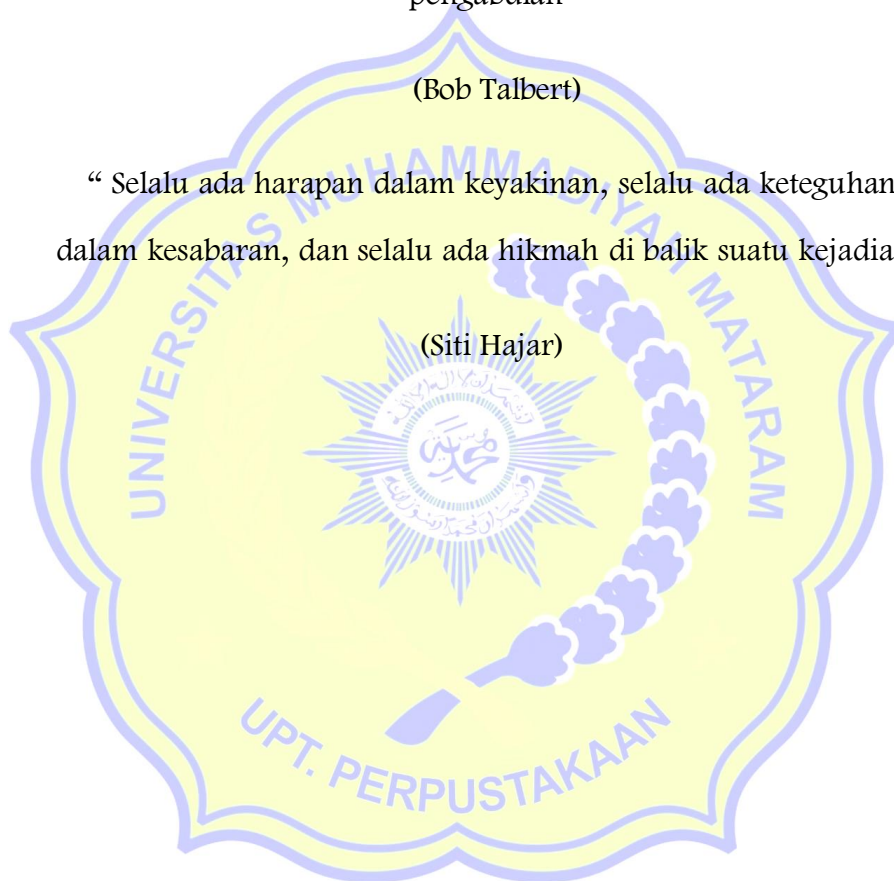 pengabulan
(Bob Talbert)
“ Selalu ada harapan dalam keyakinan, selalu ada keteguhan
dalam kesabaran, dan selalu ada hikmah di balik suatu kejadia
(Siti Hajar)
UNIVERSITAS MUHAMMADIYAH MATARAM
UPT. PERPUSTAKAAN